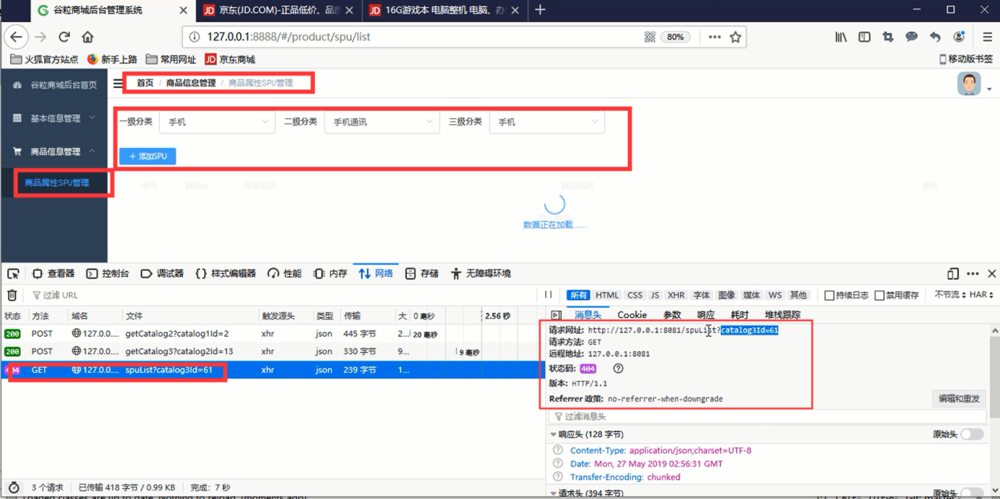 谷粒商城后台管理系统
京东(JD.COM)-正品低价、品质
16G游戏本 电脑整机 电脑、办
127.0.0.1:8888/#/product/spu/list
80%
火狐官方站点 新手上路 常用网址 京东商城 移动版书签
谷粒商城后台首页
首页 / 商品信息管理 / 商品属性SPU管理
基本信息管理
一级分类 手机 二级分类 手机通讯 三级分类 手机
商品信息管理
+ 添加SPU
商品属性SPU管理
序号 商品id 商品名称 商品描述 操作
数据正在加载......
查看器 控制台 调试器 样式编辑器 性能 内存 网络 存储 无障碍环境
过滤 URL
所有 HTML CSS JS XHR 字体 图像 媒体 WS 其他 持续日志 禁用缓存 不节流 HAR
状态 方法 域名 文件 触发源头 类型 传输 大 0 毫秒 2.56 秒
消息头 Cookie 参数 响应 耗时 堆栈跟踪
200 POST 127.0.0.... getCatalog2?catalog1Id=2 xhr json 445 字节 2... 20 毫秒
200 POST 127.0.0.... getCatalog3?catalog2Id=13 xhr json 330 字节 9... 9 毫秒
404 GET 127.0.0.... spuList?catalog3Id=61 xhr json 239 字节 1...
请求网址: http://127.0.0.1:8081/spuList?catalog3Id=61
请求方法: GET
远程地址: 127.0.0.1:8081
状态码: 404
版本: HTTP/1.1
Referrer 政策: no-referrer-when-downgrade
编辑和重发
过滤消息头
响应头 (128 字节) 原始头
Content-Type: application/json;charset=UTF-8
Date: Mon, 27 May 2019 02:56:31 GMT
Transfer-Encoding: chunked
请求头 (394 字节) 原始头
3 个请求 已传输 418 字节 / 0.99 KB 完成: 7 秒